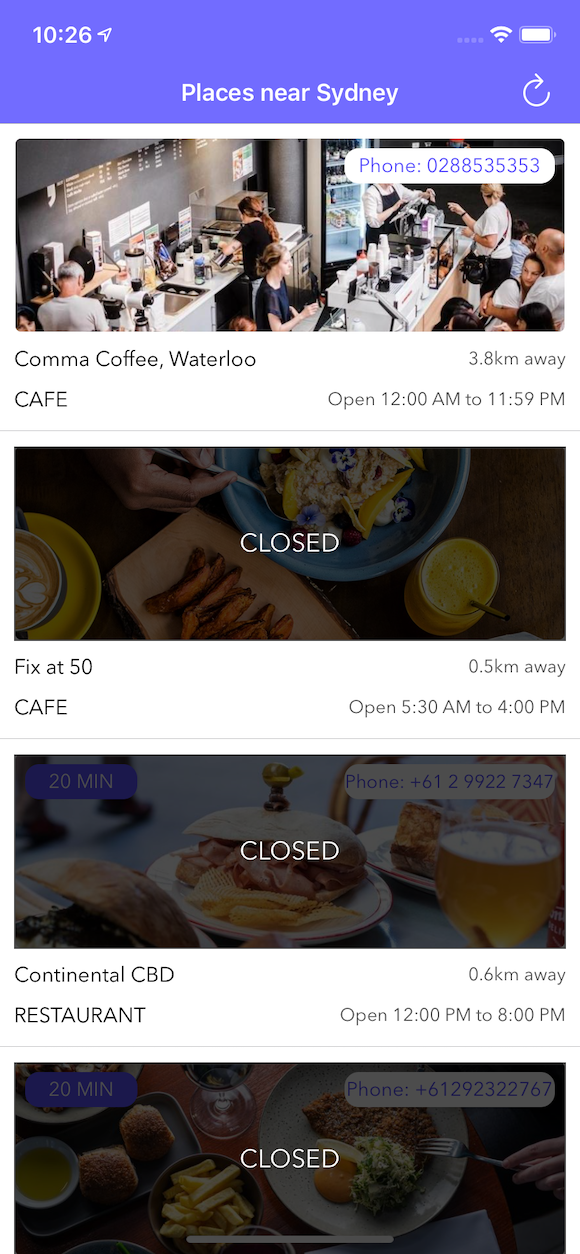 10:26
Places near Sydney
Phone: 0288535353
Comma Coffee, Waterloo
3.8km away
CAFE
Open 12:00 AM to 11:59 PM
CLOSED
Fix at 50
0.5km away
CAFE
Open 5:30 AM to 4:00 PM
20 MIN
Phone: +61 2 9922 7347
CLOSED
Continental CBD
0.6km away
RESTAURANT
Open 12:00 PM to 8:00 PM
20 MIN
Phone: +61292322767
CLOSED